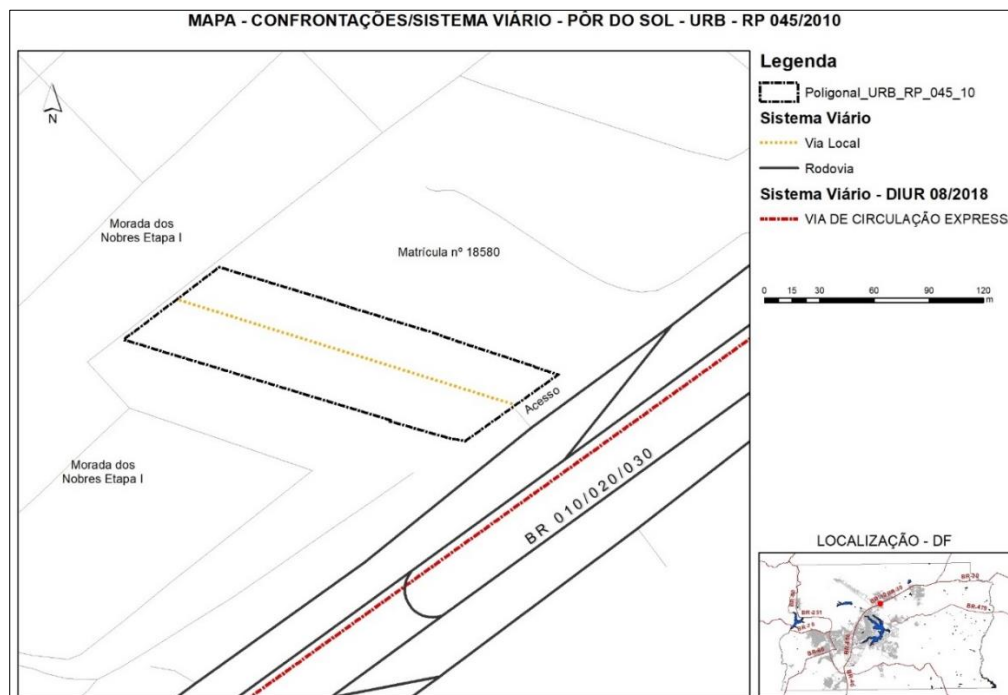 MAPA - CONFRONTAÇÕES/SISTEMA VIÁRIO - PÔR DO SOL - URB - RP 045/2010
N
Morada dos
Nobres Etapa I
Matrícula nº 18580
Acesso
Morada dos
Nobres Etapa I
BR 010/020/030
Legenda
Poligonal_URB_RP_045_10
Sistema Viário
Via Local
Rodovia
Sistema Viário - DIUR 08/2018
VIA DE CIRCULAÇÃO EXPRESS
0 15 30 60 90 120
m
LOCALIZAÇÃO - DF